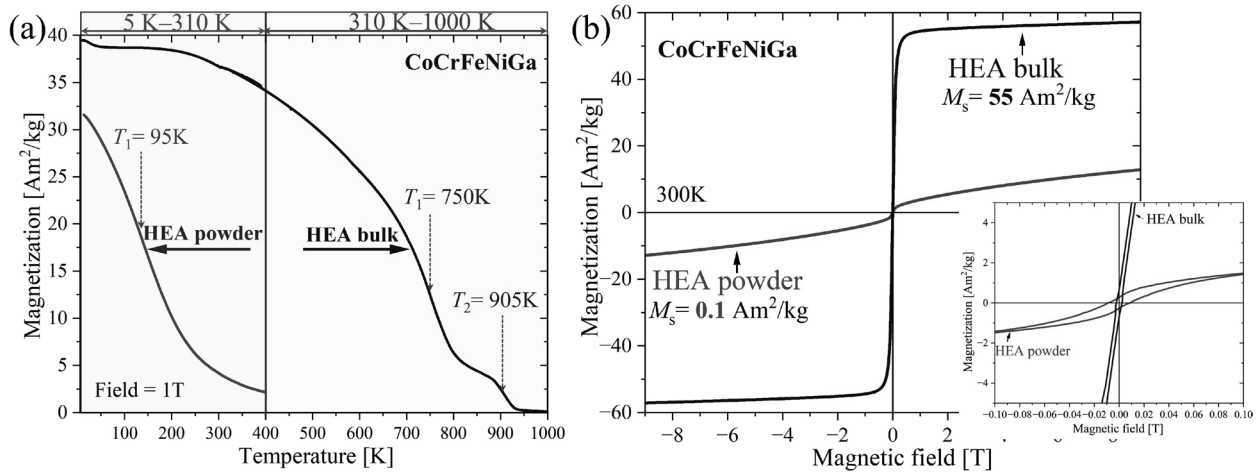 (a)
5 K–310 K
310 K–1000 K
40
35
30
25
20
15
10
5
0
Magnetization [Am²/kg]
CoCrFeNiGa
T₁= 95K
T₁= 750K
HEA powder
HEA bulk
T₂= 905K
Field = 1T
100 200 300 400 500 600 700 800 900 1000
Temperature [K]
(b)
60
40
20
0
−20
−40
−60
Magnetization [Am²/kg]
CoCrFeNiGa
HEA bulk
Mₛ= 55 Am²/kg
300K
HEA powder
Mₛ= 0.1 Am²/kg
−8 −6 −4 −2 0 2
Magnetic field [T]
4
2
0
−2
−4
Magnetization [Am²/kg]
HEA bulk
HEA powder
−0.10 −0.08 −0.06 −0.04 −0.02 0.00 0.02 0.04 0.06 0.08 0.10
Magnetic field [T]